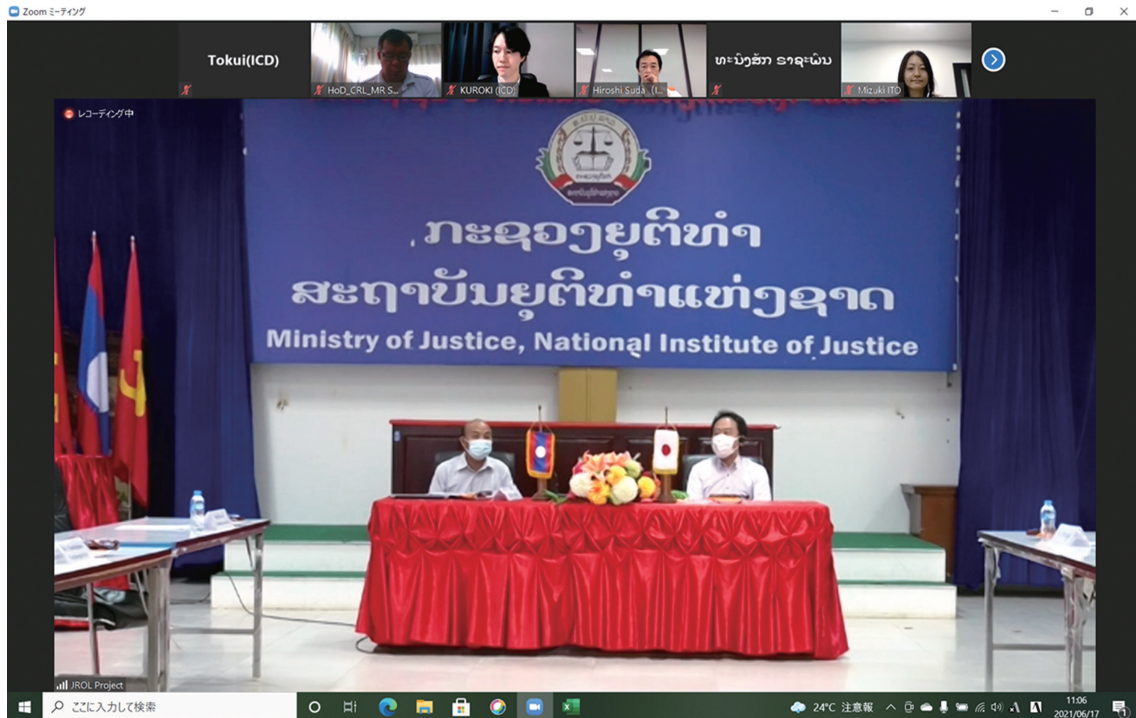 Zoom ミーティング
Tokui(ICD)
HoD_CRL_MR S...
KUROKI (ICD)
Hiroshi Suda (I...
ທະນົງສັກ ຣາຊະພົນ
Mizuki ITO
レコーディング中
ກະຊວງຍຸຕິທຳ
ສະຖາບັນຍຸຕິທຳແຫ່ງຊາດ
Ministry of Justice, National Institute of Justice
JROL Project
ここに入力して検索
24°C 注意報
A
11:06
2021/06/17
1